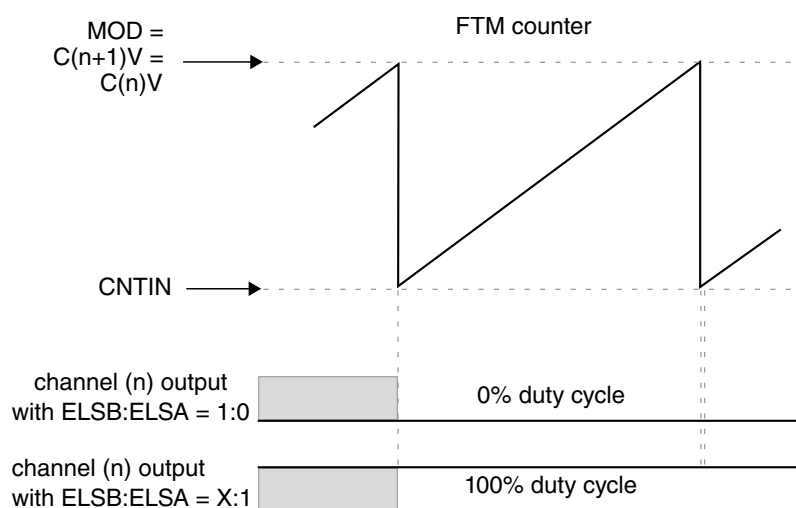 FTM counter
MOD =
C(n+1)V =
C(n)V
CNTIN
channel (n) output
with ELSB:ELSA = 1:0
0% duty cycle
channel (n) output
with ELSB:ELSA = X:1
100% duty cycle